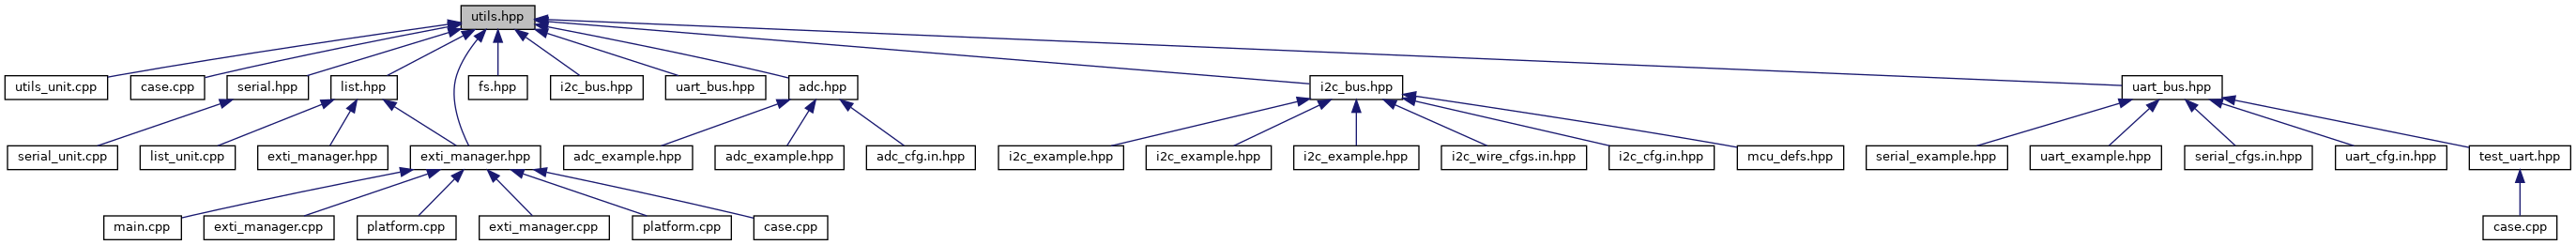 utils.hpp
utils_unit.cpp
case.cpp
serial.hpp
list.hpp
fs.hpp
i2c_bus.hpp
uart_bus.hpp
adc.hpp
i2c_bus.hpp
uart_bus.hpp
serial_unit.cpp
list_unit.cpp
exti_manager.hpp
exti_manager.hpp
adc_example.hpp
adc_example.hpp
adc_cfg.in.hpp
i2c_example.hpp
i2c_example.hpp
i2c_example.hpp
i2c_wire_cfgs.in.hpp
i2c_cfg.in.hpp
mcu_defs.hpp
serial_example.hpp
uart_example.hpp
serial_cfgs.in.hpp
uart_cfg.in.hpp
test_uart.hpp
main.cpp
exti_manager.cpp
platform.cpp
exti_manager.cpp
platform.cpp
case.cpp
case.cpp